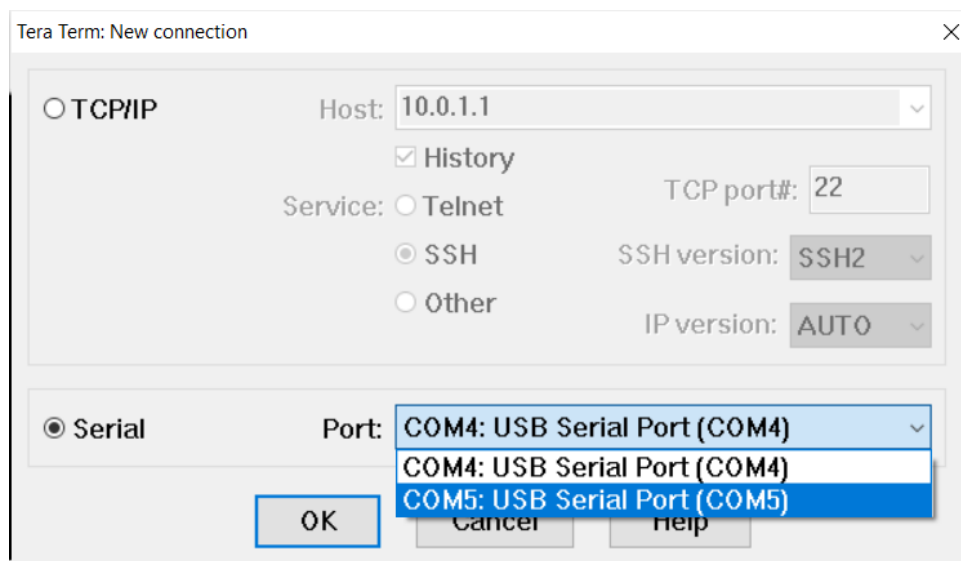 Tera Term: New connection
TCP/IP Host: 10.0.1.1
History
Service: Telnet TCP port#: 22
SSH SSH version: SSH2
Other IP version: AUTO
Serial Port: COM4: USB Serial Port (COM4)
COM4: USB Serial Port (COM4)
COM5: USB Serial Port (COM5)
OK Cancel Help